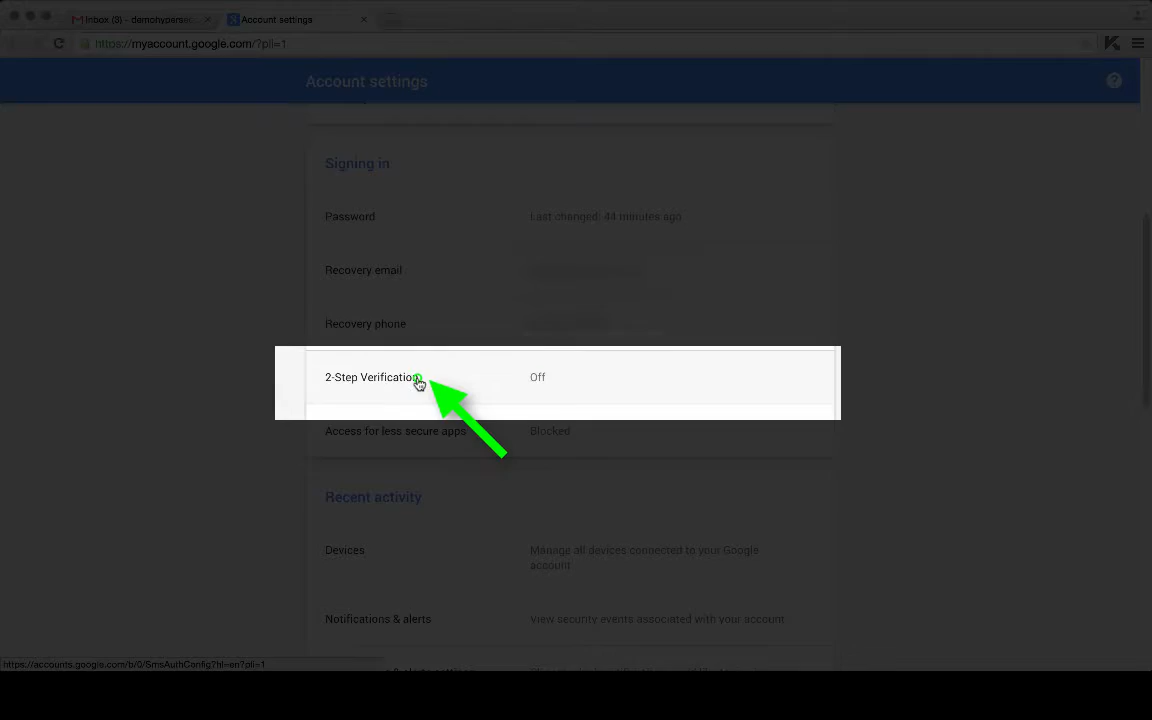 Inbox (8) - demohypersec
Account settings
https://myaccount.google.com/?pli=1
Account settings
Signing in
Password
Last changed: 44 minutes ago
Recovery email
Recovery phone
2-Step Verification
Off
Access for less secure apps
Blocked
Recent activity
Devices
Manage all devices connected to your Google
account
Notifications & alerts
View security events associated with your account
https://accounts.google.com/b/0/SmsAuthConfig?hl=en?pli=1